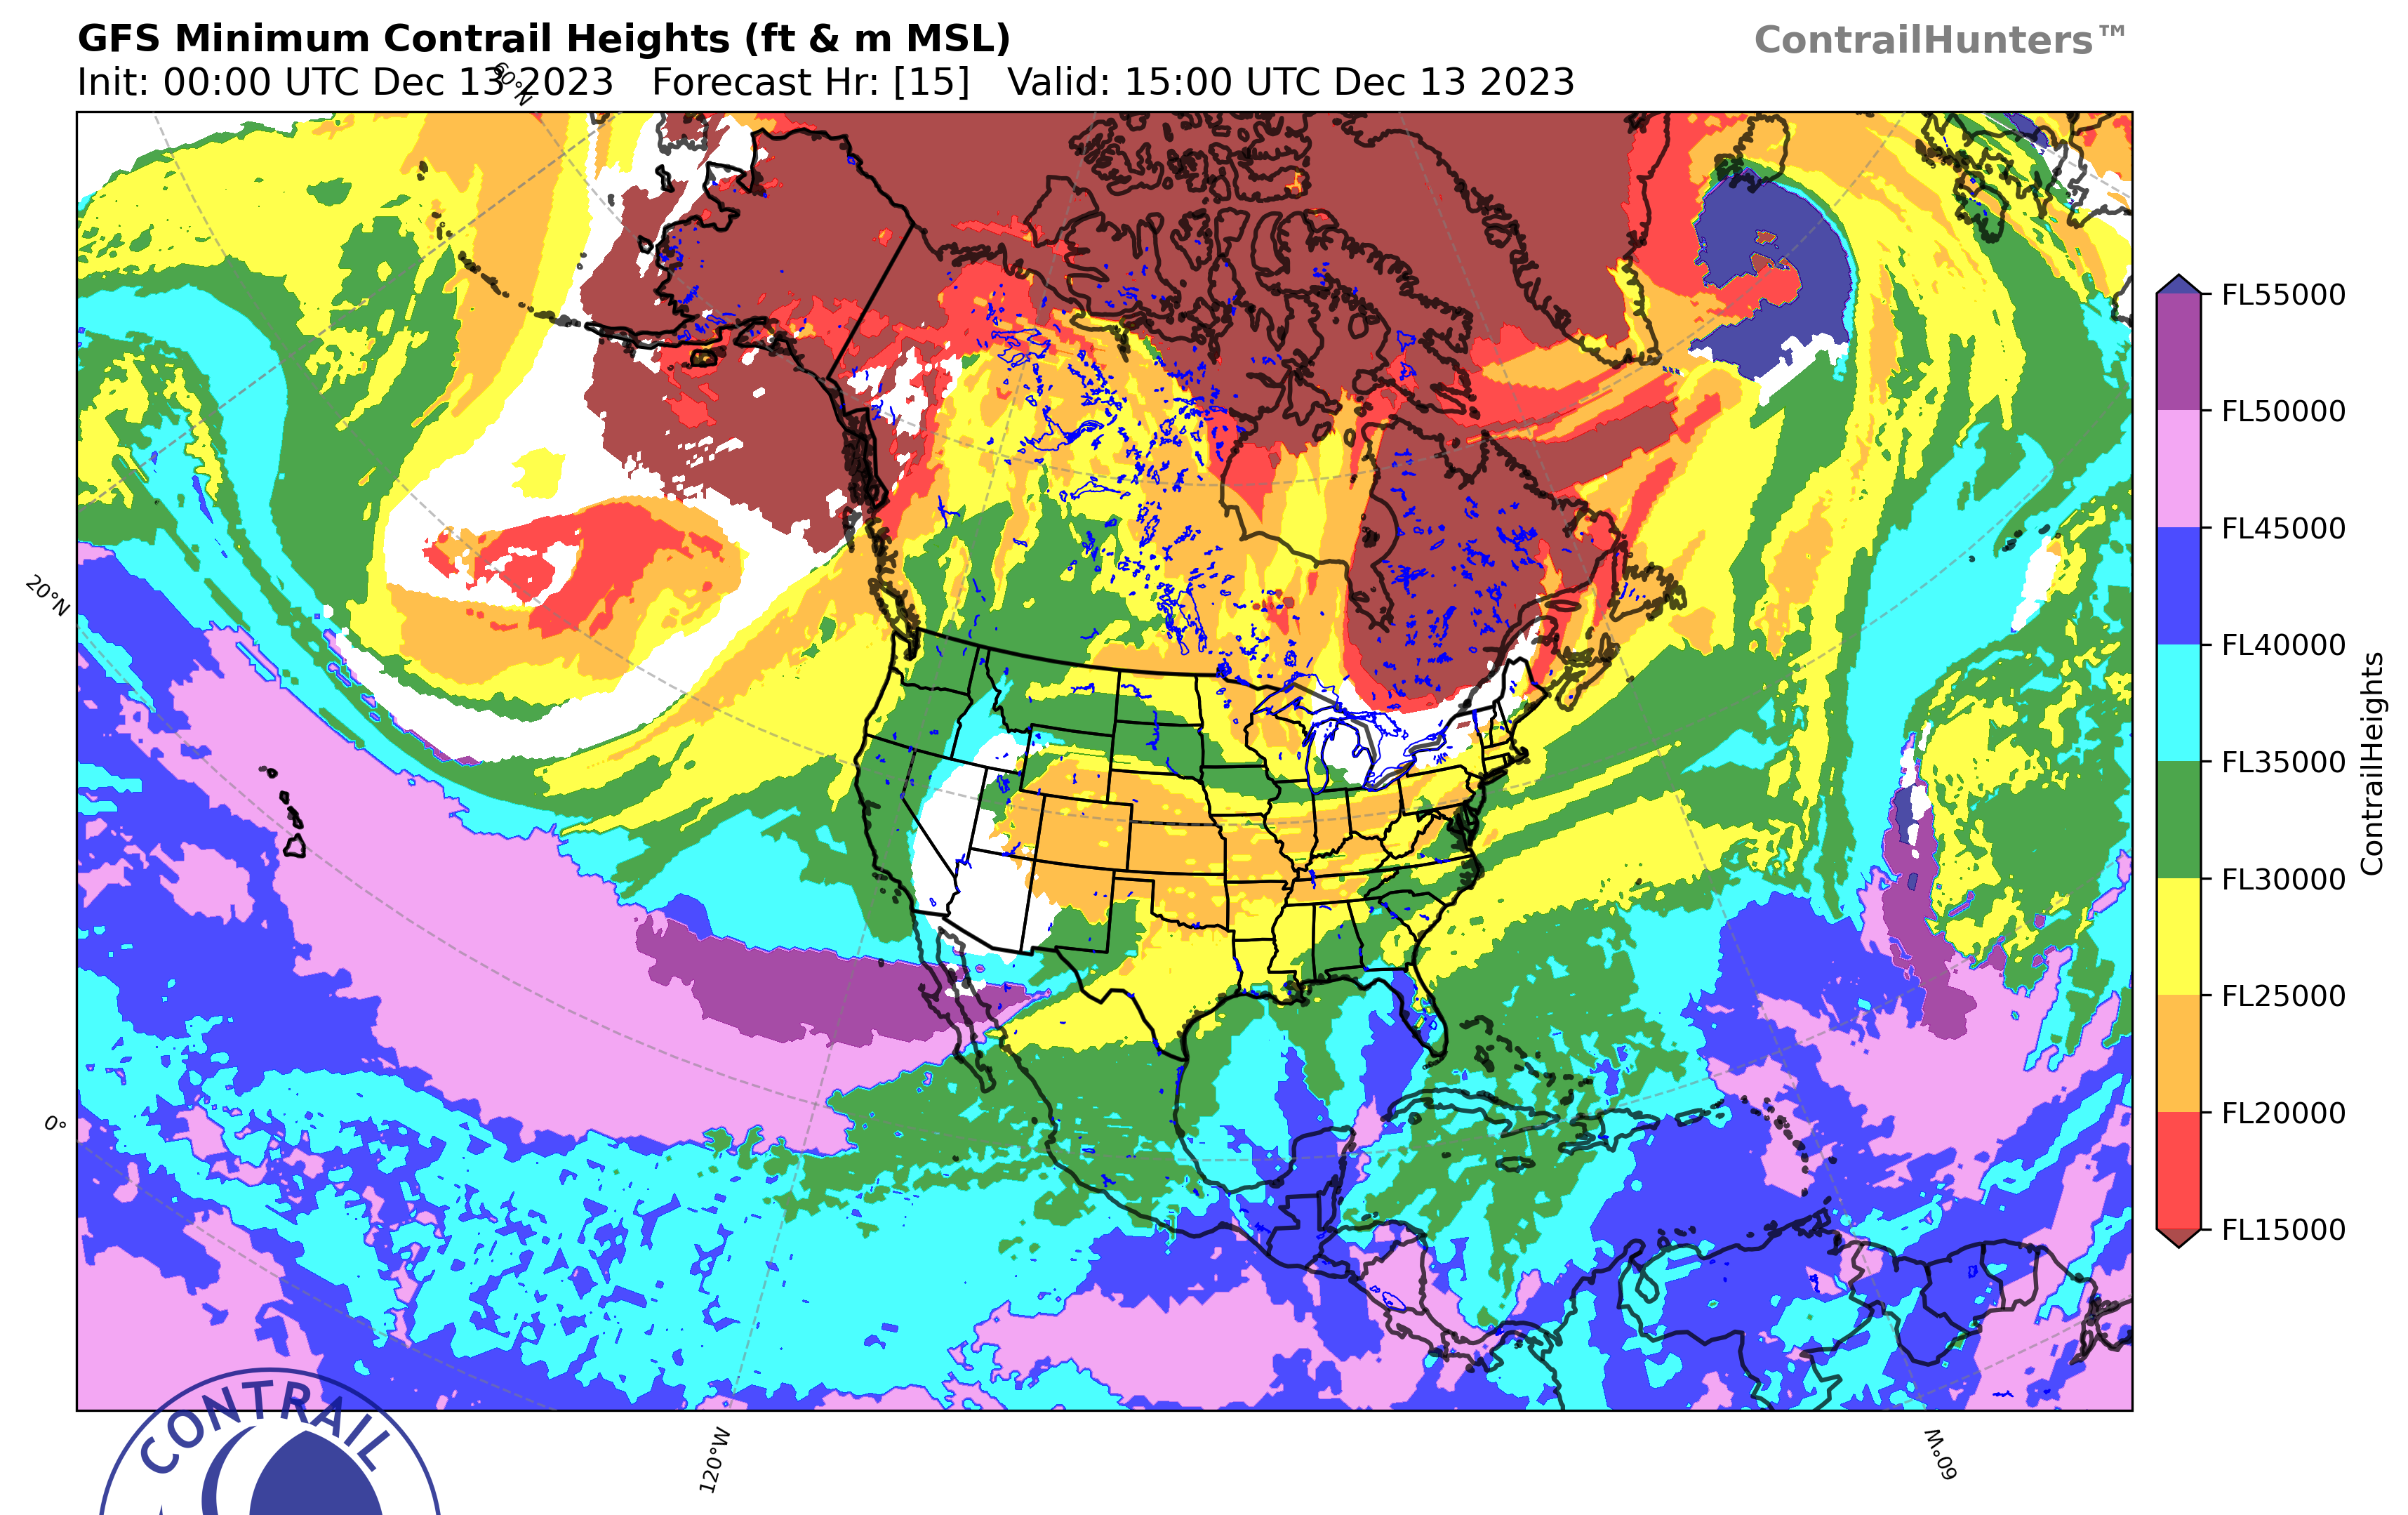 GFS Minimum Contrail Heights (ft & m MSL)
ContrailHunters™
Init: 00:00 UTC Dec 13 2023 Forecast Hr: [15] Valid: 15:00 UTC Dec 13 2023
60°N
20°N
0°
120°W
60°W
FL55000
FL50000
FL45000
FL40000
FL35000
FL30000
FL25000
FL20000
FL15000
ContrailHeights
CONTRAIL